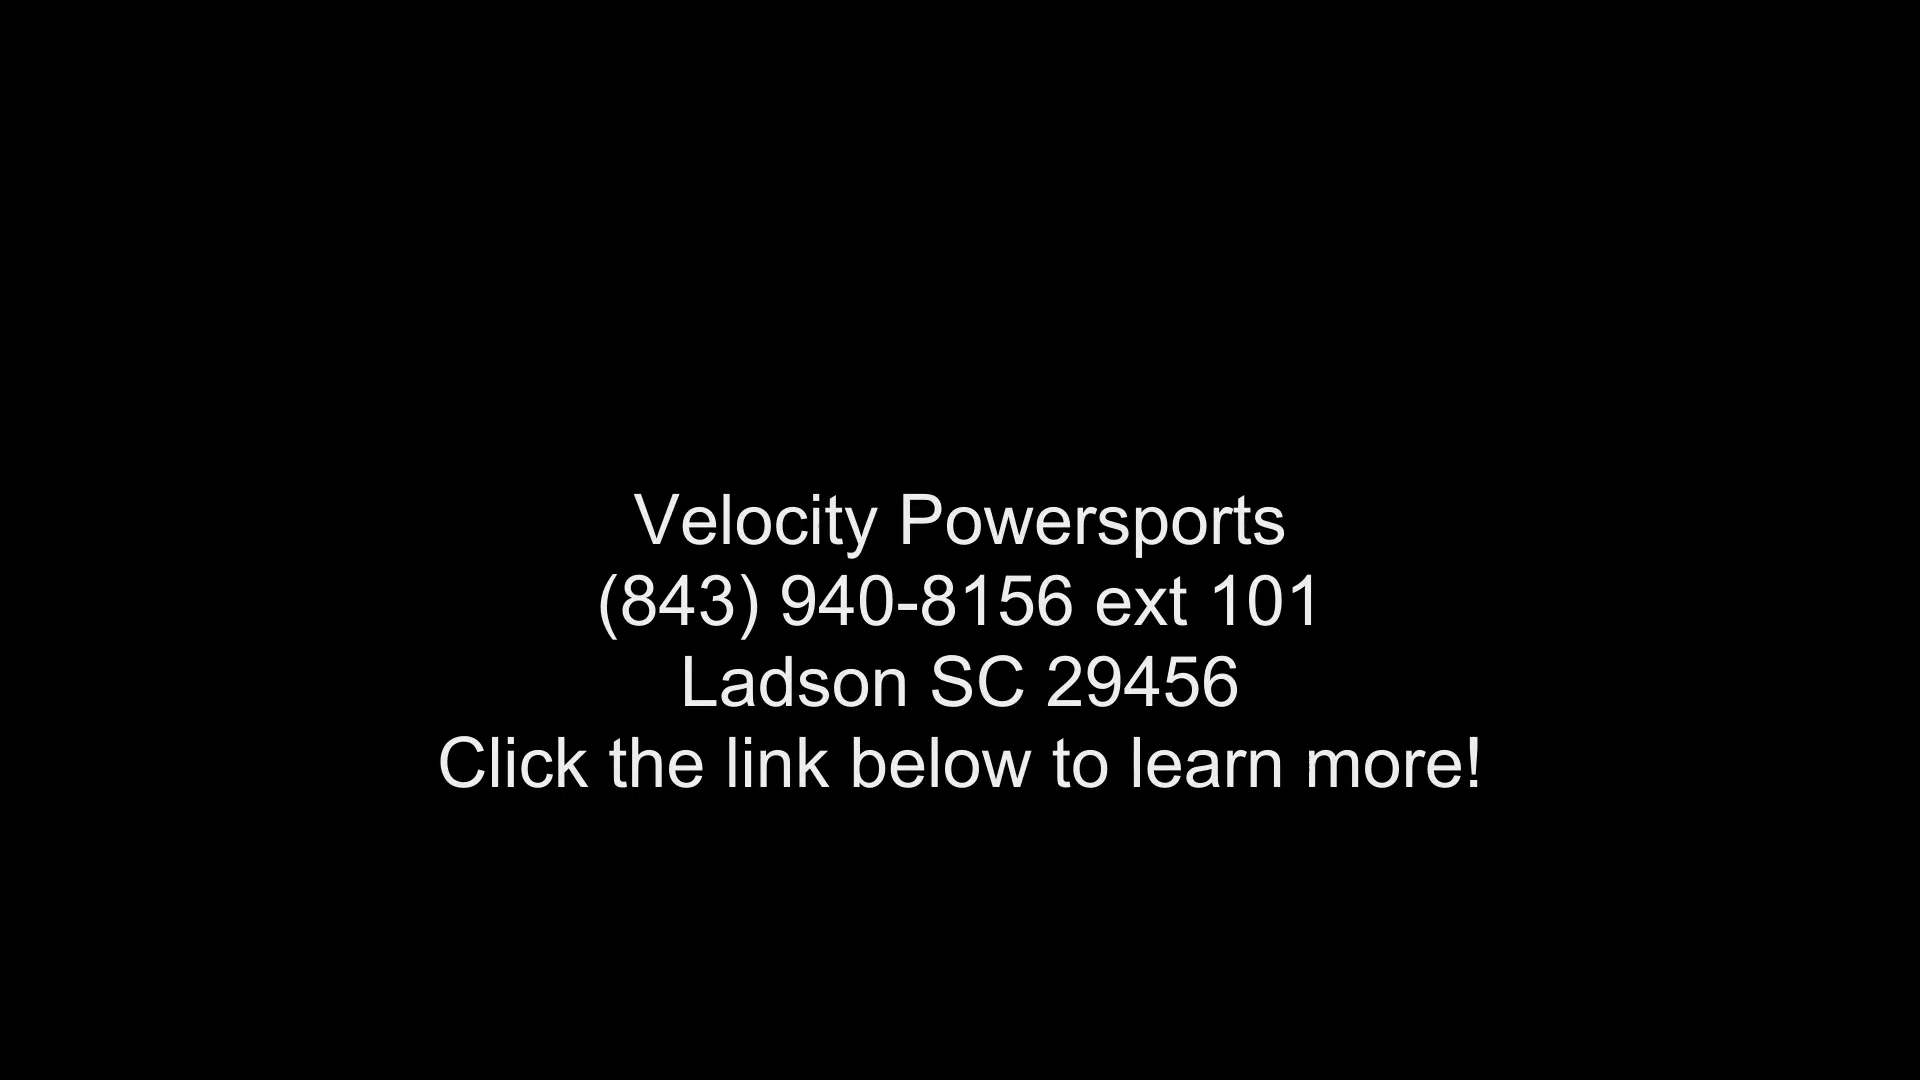 Velocity Powersports
(843) 940-8156 ext 101
Ladson SC 29456
Click the link below to learn more!